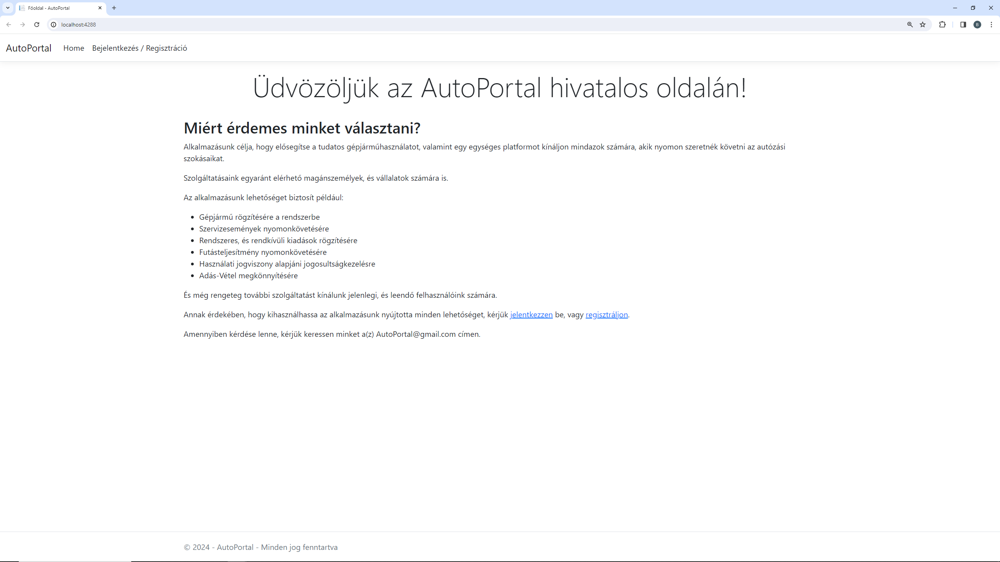 Főoldal - AutoPortal
localhost:4288
B
AutoPortal Home Bejelentkezés / Regisztráció
Üdvözöljük az AutoPortal hivatalos oldalán!
Miért érdemes minket választani?
Alkalmazásunk célja, hogy elősegítse a tudatos gépjárműhasználatot, valamint egy egységes platformot kínáljon mindazok számára, akik nyomon szeretnék követni az autózási
szokásaikat.
Szolgáltatásaink egyaránt elérhető magánszemélyek, és vállalatok számára is.
Az alkalmazásunk lehetőséget biztosít például:
• Gépjármű rögzítésére a rendszerbe
• Szervizesemények nyomonkövetésére
• Rendszeres, és rendkívüli kiadások rögzítésére
• Futásteljesítmény nyomonkövetésére
• Használati jogviszony alapjáni jogosultságkezelésre
• Adás-Vétel megkönnyítésére
És még rengeteg további szolgáltatást kínálunk jelenlegi, és leendő felhasználóink számára.
Annak érdekében, hogy kihasználhassa az alkalmazásunk nyújtotta minden lehetőséget, kérjük jelentkezzen be, vagy regisztráljon.
Amennyiben kérdése lenne, kérjük keressen minket a(z) AutoPortal@gmail.com címen.
© 2024 - AutoPortal - Minden jog fenntartva